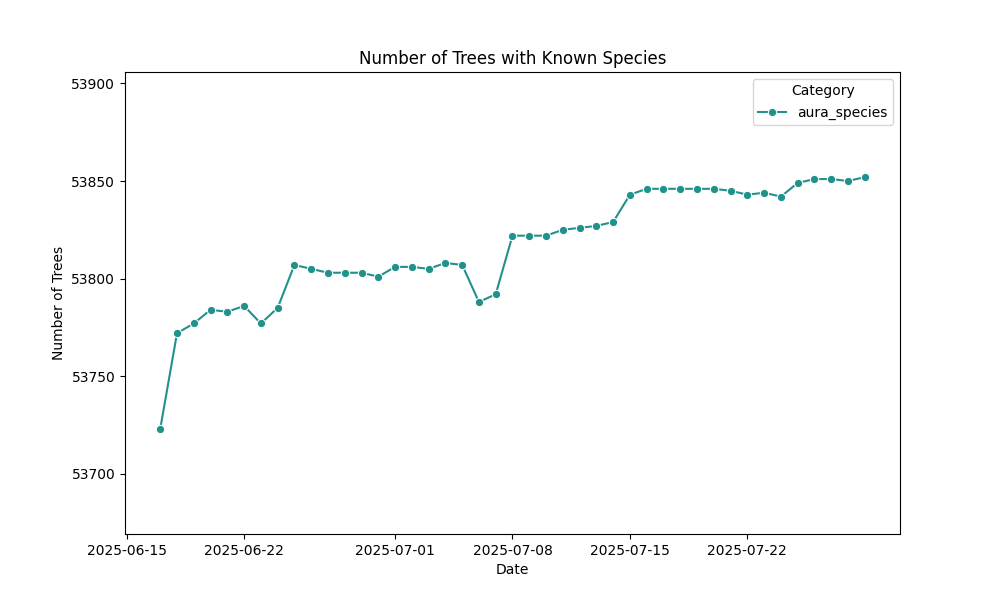 Number of Trees with Known Species
Category
aura_species
53900
53850
53800
53750
53700
Number of Trees
2025-06-15
2025-06-22
2025-07-01
2025-07-08
2025-07-15
2025-07-22
Date